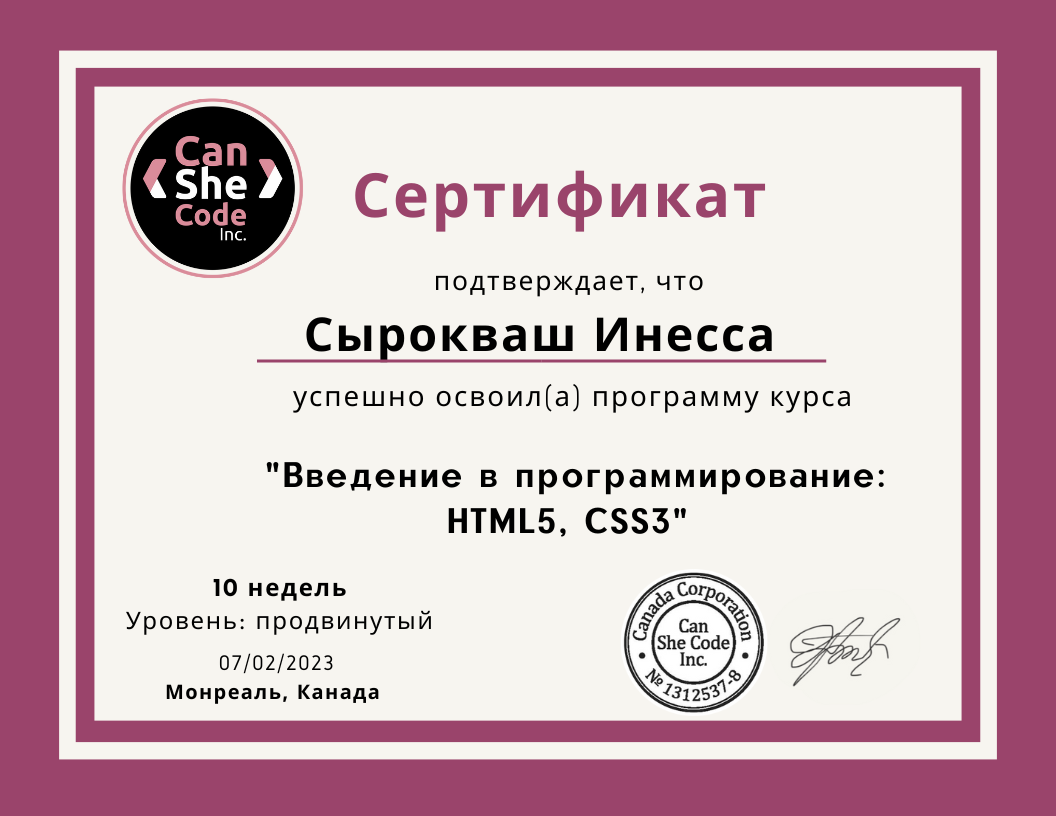 Can
She
Code
Inc.
Сертификат
подтверждает, что
Сырокваш Инесса
успешно освоил(а) программу курса
"Введение в программирование:
HTML5, CSS3"
10 недель
Уровень: продвинутый
07/02/2023
Монреаль, Канада
Canada Corporation
Can
She Code
Inc.
№ 1312537-8